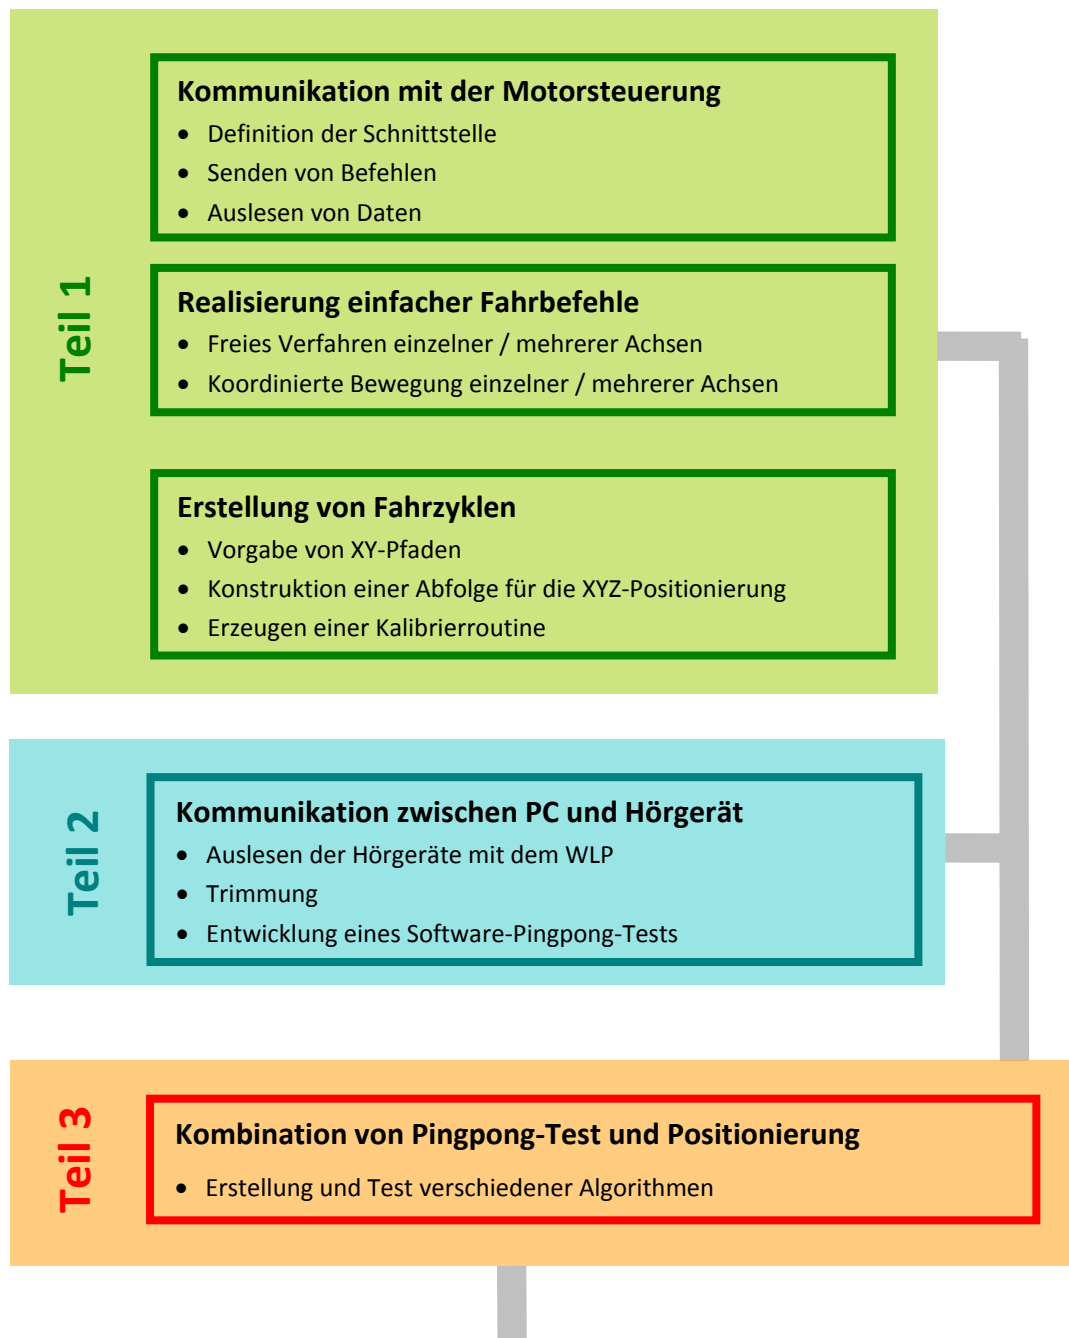 Teil 1
Kommunikation mit der Motorsteuerung
• Definition der Schnittstelle
• Senden von Befehlen
• Auslesen von Daten
Realisierung einfacher Fahrbefehle
• Freies Verfahren einzelner / mehrerer Achsen
• Koordinierte Bewegung einzelner / mehrerer Achsen
Erstellung von Fahrzyklen
• Vorgabe von XY-Pfaden
• Konstruktion einer Abfolge für die XYZ-Positionierung
• Erzeugen einer Kalibrierroutine
Teil 2
Kommunikation zwischen PC und Hörgerät
• Auslesen der Hörgeräte mit dem WLP
• Trimmung
• Entwicklung eines Software-Pingpong-Tests
Teil 3
Kombination von Pingpong-Test und Positionierung
• Erstellung und Test verschiedener Algorithmen